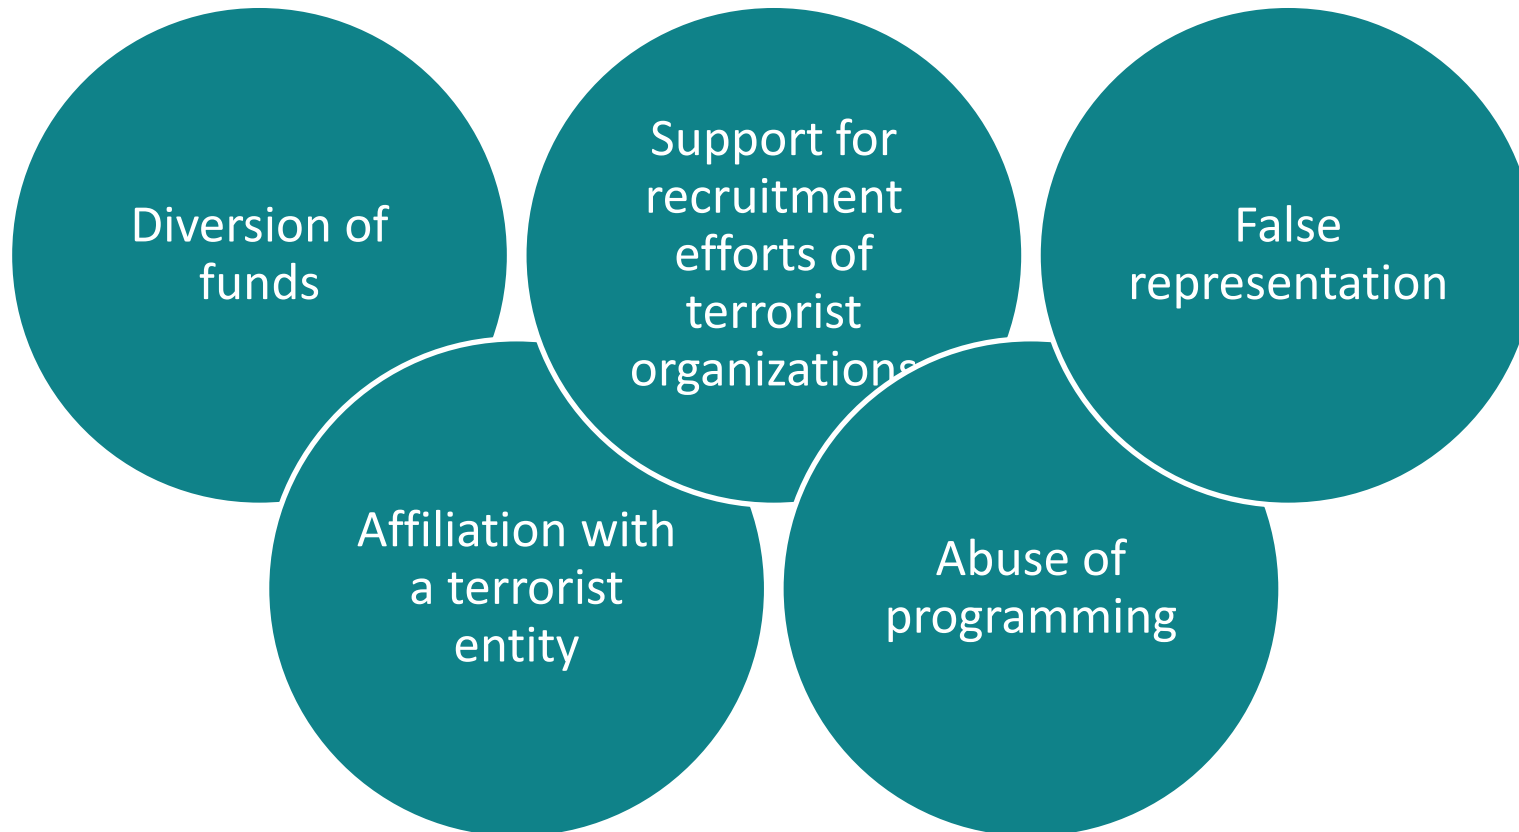 Diversion of
funds
Support for
recruitment
efforts of
terrorist
organizations
False
representation
Affiliation with
a terrorist
entity
Abuse of
programming